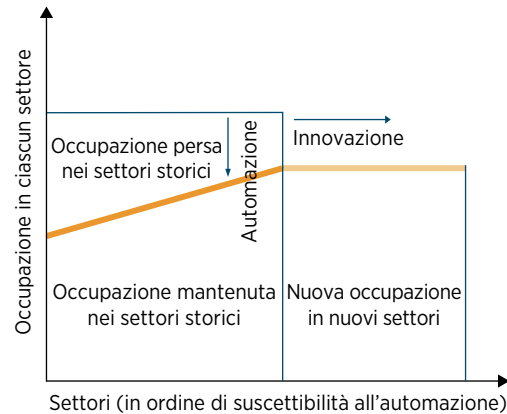 Occupazione in ciascun settore
Occupazione persa
nei settori storici
Automazione
Innovazione
Occupazione mantenuta
nei settori storici
Nuova occupazione
in nuovi settori
Settori (in ordine di suscettibilità all'automazione)